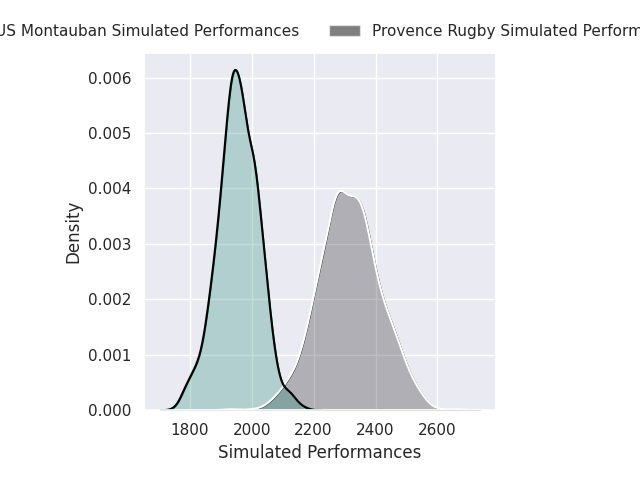 US Montauban Simulated Performances
Provence Rugby Simulated Perform
0.006
0.005
0.004
0.003
0.002
0.001
0.000
Density
1800 2000 2200 2400 2600
Simulated Performances